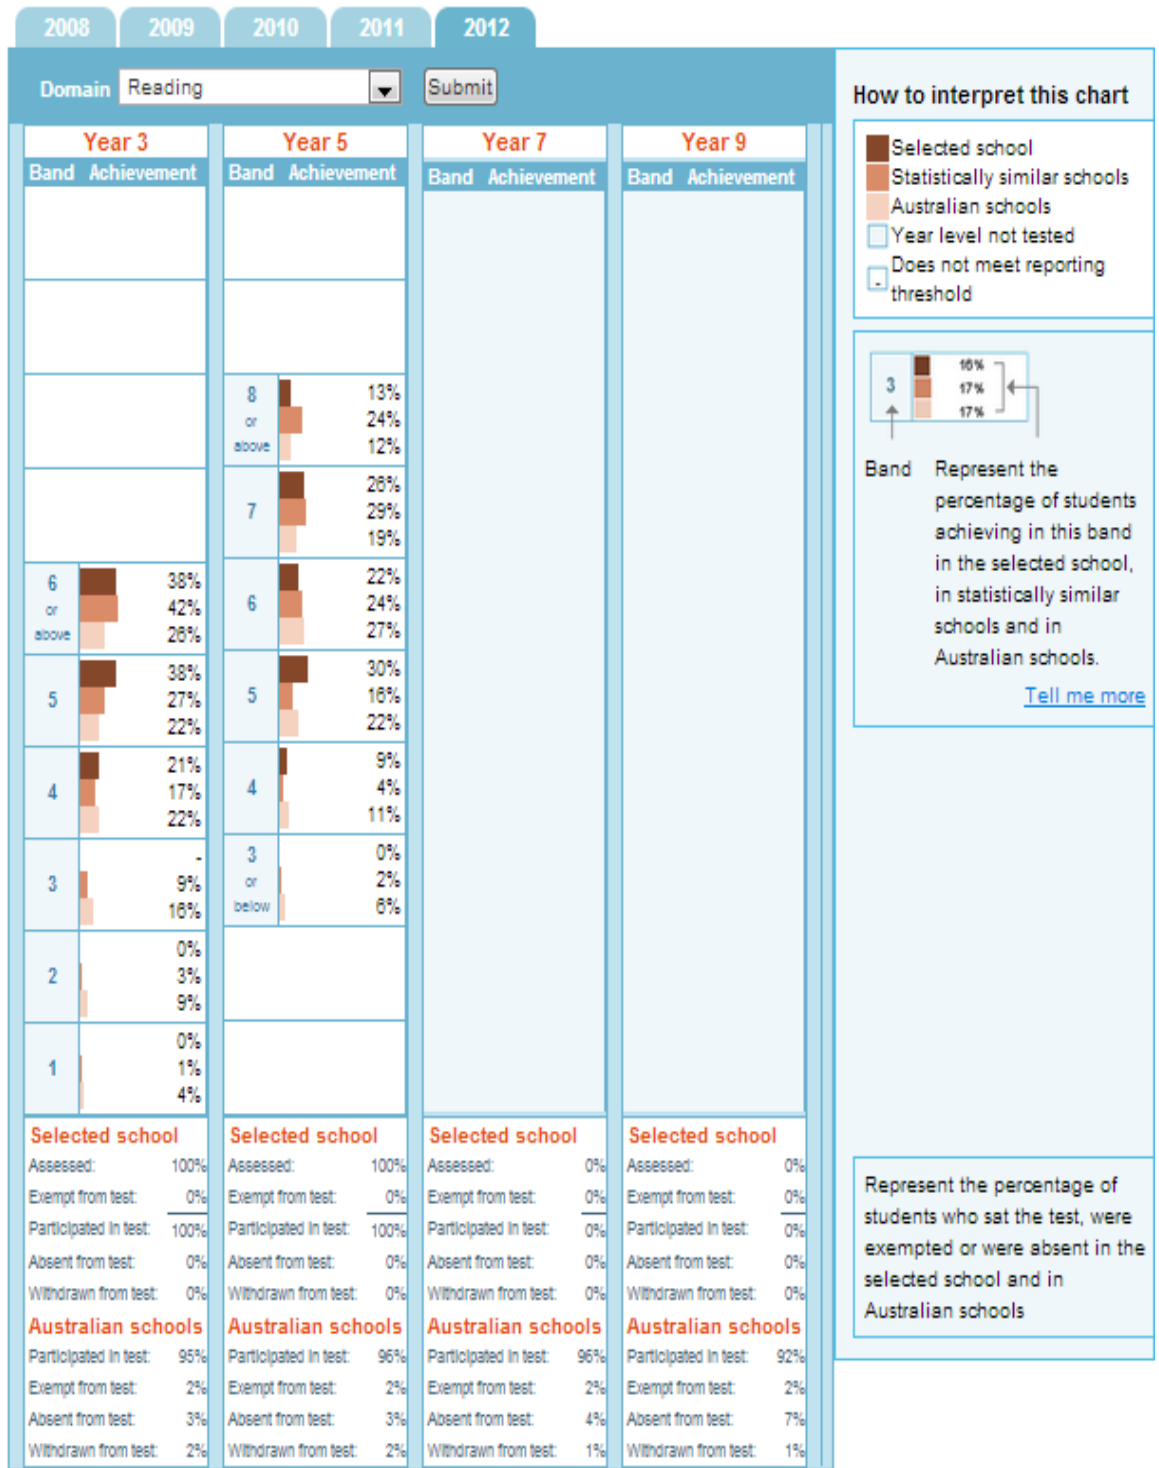 2008 2009 2010 2011 2012
Domain Reading Submit
Year 3
Band Achievement
6 or above 38% 42% 26%
5 38% 27% 22%
4 21% 17% 22%
3 - 9% 16%
2 0% 3% 9%
1 0% 1% 4%
Selected school
Assessed: 100%
Exempt from test: 0%
Participated in test: 100%
Absent from test: 0%
Withdrawn from test: 0%
Australian schools
Participated in test: 95%
Exempt from test: 2%
Absent from test: 3%
Withdrawn from test: 2%
Year 5
Band Achievement
8 or above 13% 24% 12%
7 26% 29% 19%
6 22% 24% 27%
5 30% 16% 22%
4 9% 4% 11%
3 or below 0% 2% 6%
Selected school
Assessed: 100%
Exempt from test: 0%
Participated in test: 100%
Absent from test: 0%
Withdrawn from test: 0%
Australian schools
Participated in test: 96%
Exempt from test: 2%
Absent from test: 3%
Withdrawn from test: 2%
Year 7
Band Achievement
Selected school
Assessed: 0%
Exempt from test: 0%
Participated in test: 0%
Absent from test: 0%
Withdrawn from test: 0%
Australian schools
Participated in test: 96%
Exempt from test: 2%
Absent from test: 4%
Withdrawn from test: 1%
Year 9
Band Achievement
Selected school
Assessed: 0%
Exempt from test: 0%
Participated in test: 0%
Absent from test: 0%
Withdrawn from test: 0%
Australian schools
Participated in test: 92%
Exempt from test: 2%
Absent from test: 7%
Withdrawn from test: 1%
How to interpret this chart
Selected school
Statistically similar schools
Australian schools
Year level not tested
- Does not meet reporting
threshold
3 16% 17% 17%
Band
Represent the
percentage of students
achieving in this band
in the selected school,
in statistically similar
schools and in
Australian schools.
Tell me more
Represent the percentage of
students who sat the test, were
exempted or were absent in the
selected school and in
Australian schools